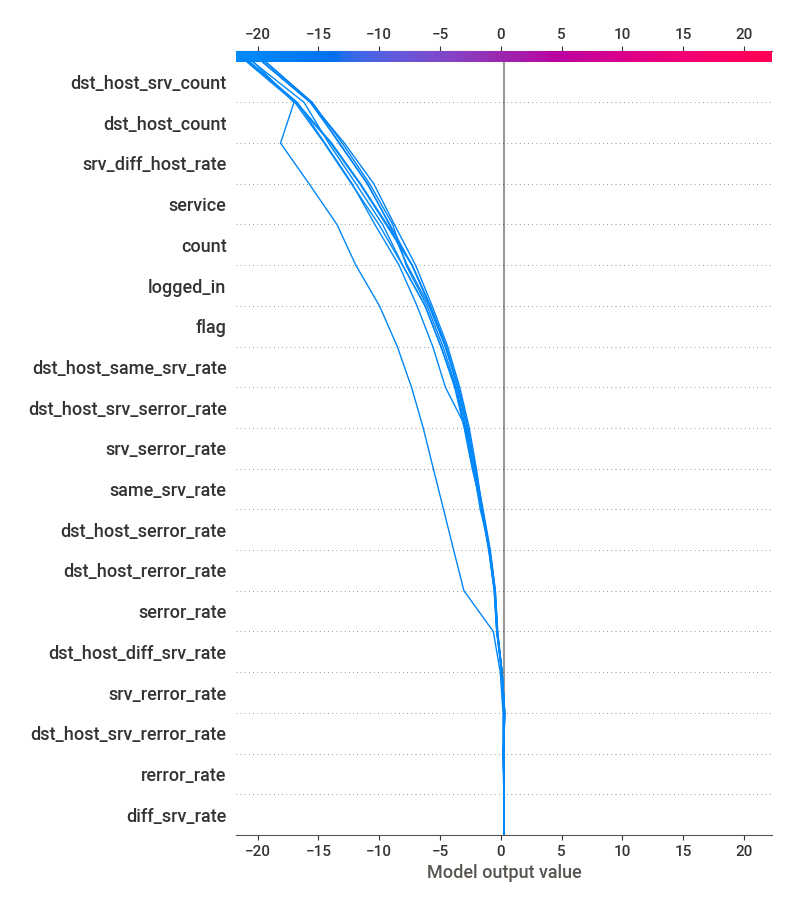 −20 −15 −10 −5 0 5 10 15 20
dst_host_srv_count
dst_host_count
srv_diff_host_rate
service
count
logged_in
flag
dst_host_same_srv_rate
dst_host_srv_serror_rate
srv_serror_rate
same_srv_rate
dst_host_serror_rate
dst_host_rerror_rate
serror_rate
dst_host_diff_srv_rate
srv_rerror_rate
dst_host_srv_rerror_rate
rerror_rate
diff_srv_rate
−20 −15 −10 −5 0 5 10 15 20
Model output value